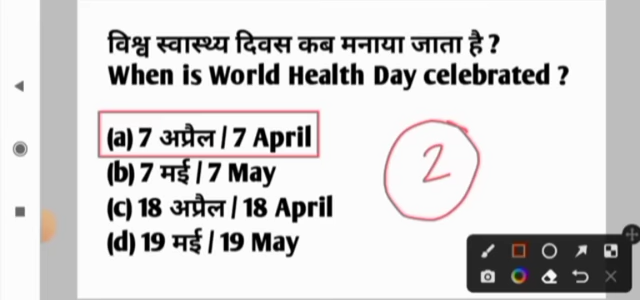 विश्व स्वास्थ्य दिवस कब मनाया जाता है ?
When is World Health Day celebrated ?
(a) 7 अप्रैल / 7 April
(b) 7 मई / 7 May
(c) 18 अप्रैल / 18 April
(d) 19 मई / 19 May
2